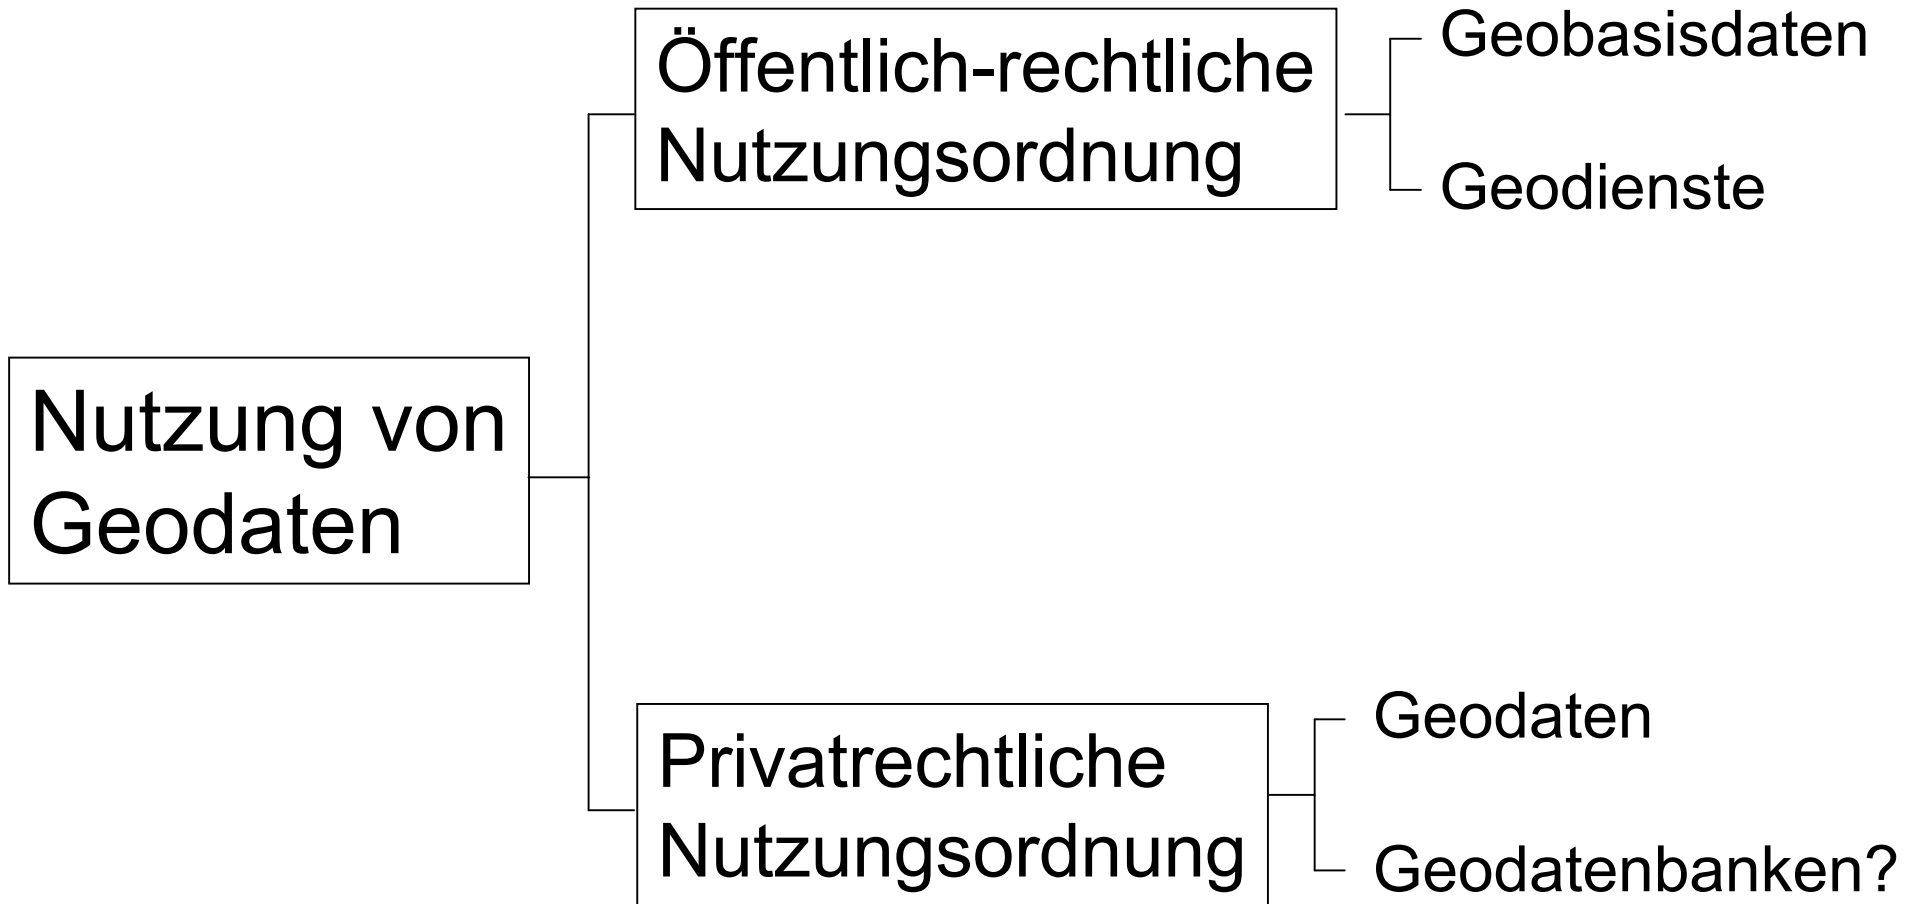 Öffentlich-rechtliche
Nutzungsordnung
Geobasisdaten
Geodienste
Nutzung von
Geodaten
Privatrechtliche
Nutzungsordnung
Geodaten
Geodatenbanken?